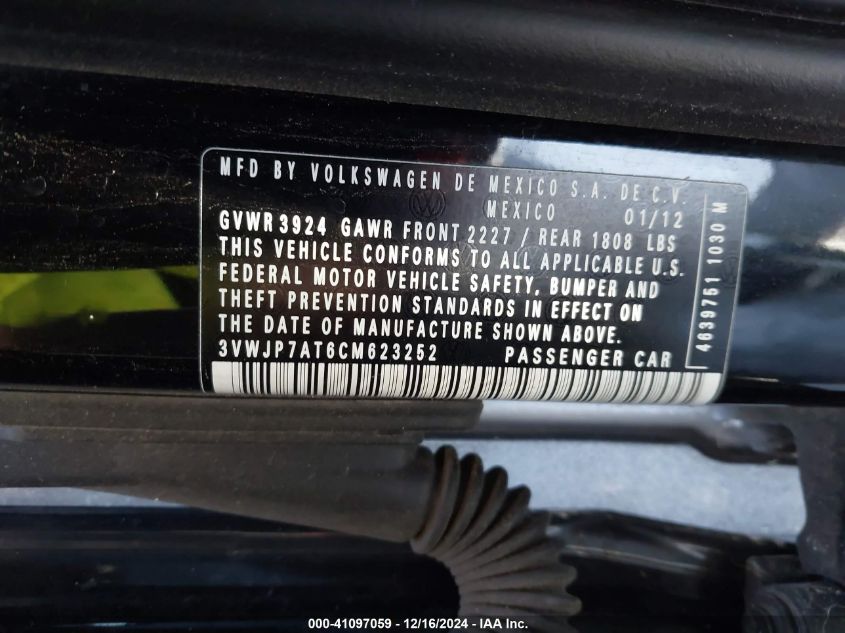 MFD BY VOLKSWAGEN DE MEXICO S.A. DE C.V.
MEXICO 01/12
GVWR 3924 GAWR FRONT 2227 / REAR 1808 LBS
THIS VEHICLE CONFORMS TO ALL APPLICABLE U.S.
FEDERAL MOTOR VEHICLE SAFETY, BUMPER AND
THEFT PREVENTION STANDARDS IN EFFECT ON
THE DATE OF MANUFACTURE SHOWN ABOVE.
3VWJP7AT6CM623252 PASSENGER CAR
4639751 1030 M
000-41097059 - 12/16/2024 - IAA Inc.